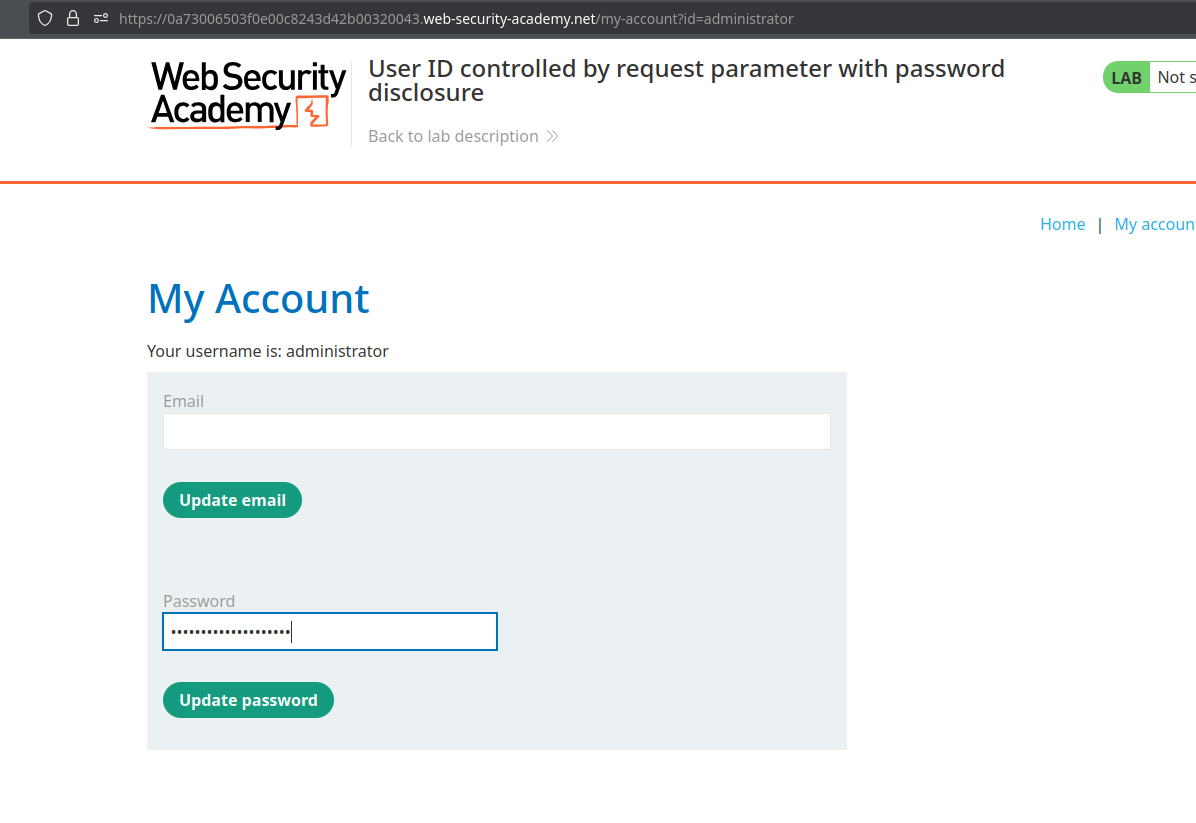 https://0a73006503f0e00c8243d42b00320043.web-security-academy.net/my-account?id=administrator
Web Security
Academy
User ID controlled by request parameter with password
disclosure
Back to lab description
LAB
Not s
Home | My accoun
My Account
Your username is: administrator
Email
Update email
Password
••••••••••••••••••••
Update password